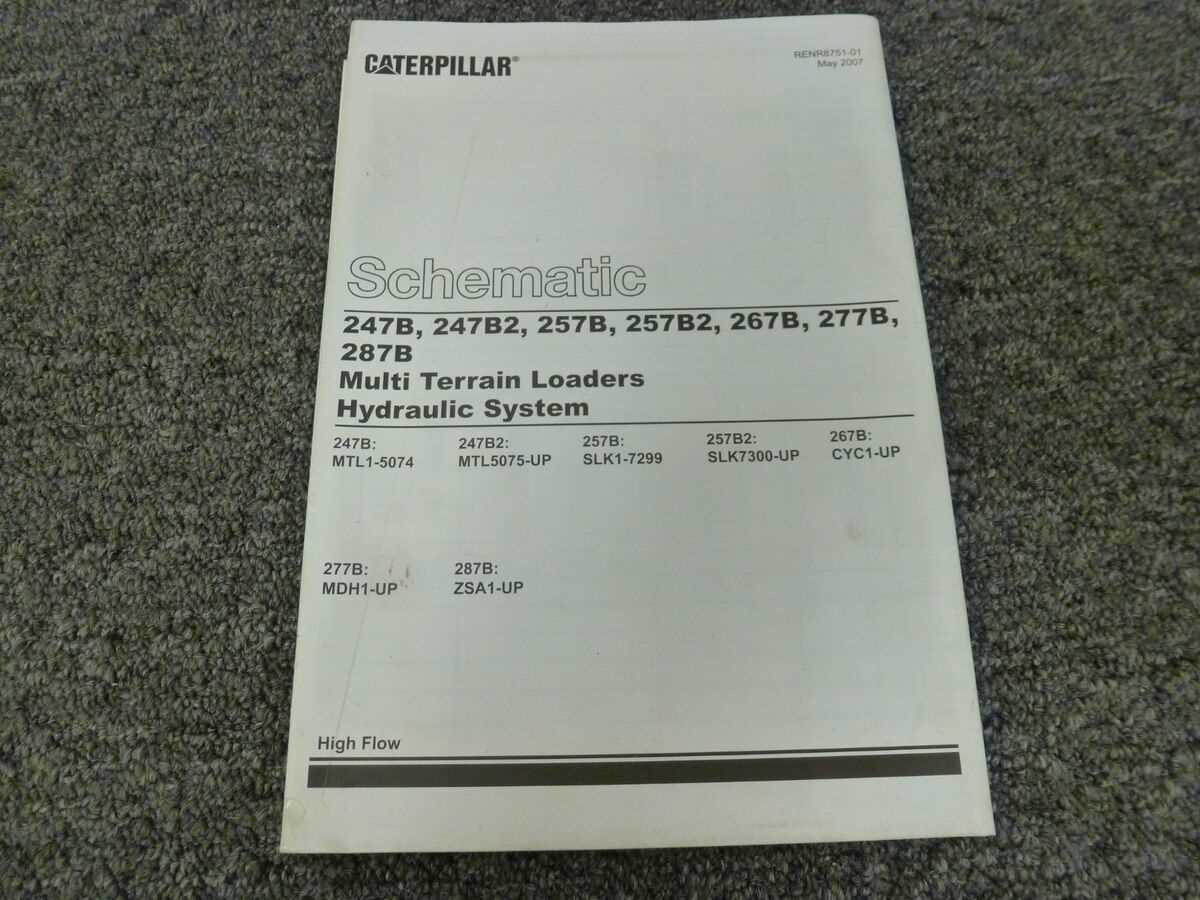 CATERPILLAR®
RENR8751-01
May 2007
Schematic
247B, 247B2, 257B, 257B2, 267B, 277B,
287B
Multi Terrain Loaders
Hydraulic System
247B: 247B2: 257B: 257B2: 267B:
MTL1-5074 MTL5075-UP SLK1-7299 SLK7300-UP CYC1-UP
277B: 287B:
MDH1-UP ZSA1-UP
High Flow